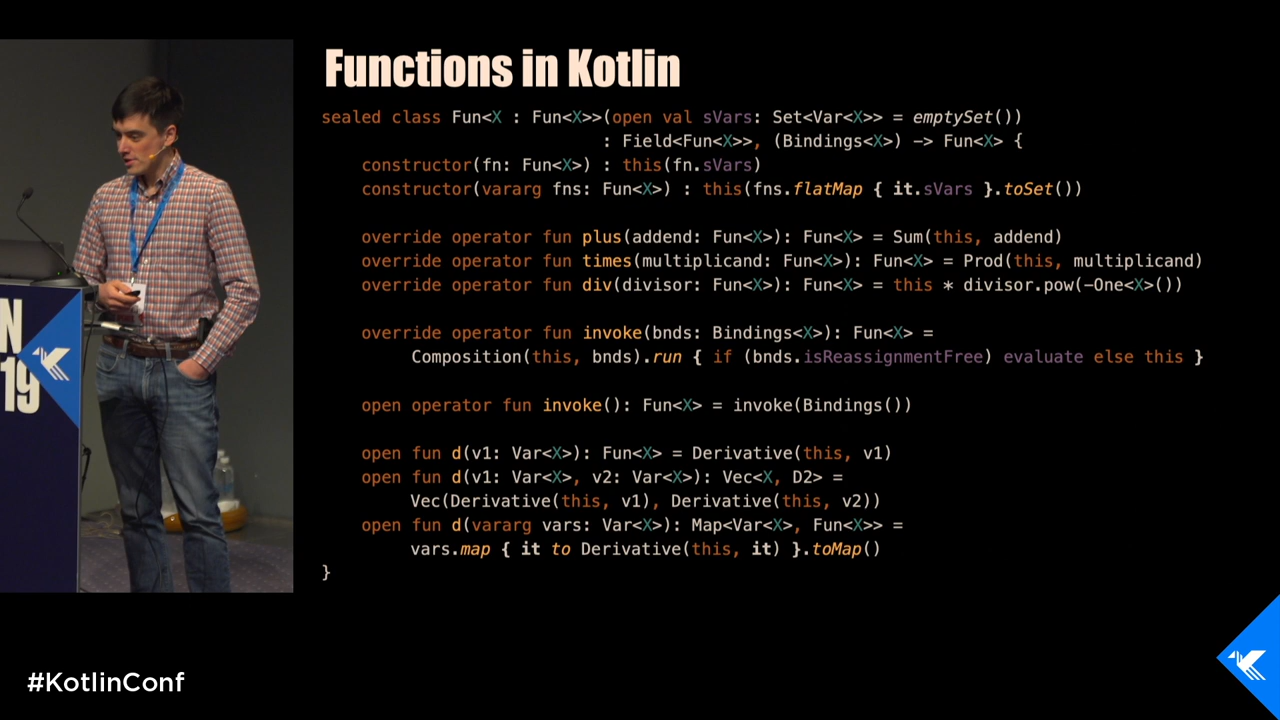 Functions in Kotlin
sealed class Fun<X : Fun<X>>(open val sVars: Set<Var<X>> = emptySet())
: Field<Fun<X>>, (Bindings<X>) -> Fun<X> {
constructor(fn: Fun<X>) : this(fn.sVars)
constructor(vararg fns: Fun<X>) : this(fns.flatMap { it.sVars }.toSet())
override operator fun plus(addend: Fun<X>): Fun<X> = Sum(this, addend)
override operator fun times(multiplicand: Fun<X>): Fun<X> = Prod(this, multiplicand)
override operator fun div(divisor: Fun<X>): Fun<X> = this * divisor.pow(-One<X>())
override operator fun invoke(bnds: Bindings<X>): Fun<X> =
Composition(this, bnds).run { if (bnds.isReassignmentFree) evaluate else this }
open operator fun invoke(): Fun<X> = invoke(Bindings())
open fun d(v1: Var<X>): Fun<X> = Derivative(this, v1)
open fun d(v1: Var<X>, v2: Var<X>): Vec<X, D2> =
Vec(Derivative(this, v1), Derivative(this, v2))
open fun d(vararg vars: Var<X>): Map<Var<X>, Fun<X>> =
vars.map { it to Derivative(this, it) }.toMap()
}
N
19
#KotlinConf